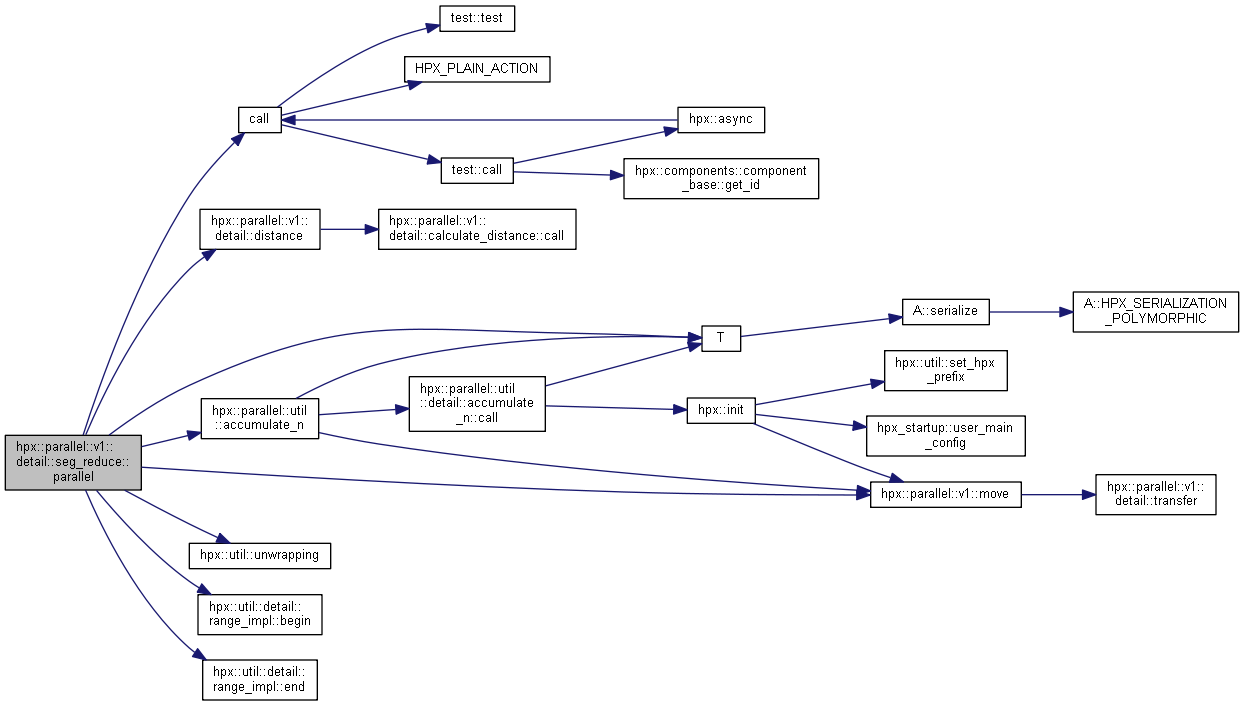 test::test
HPX_PLAIN_ACTION
call
hpx::async
test::call
hpx::components::component
_base::get_id
hpx::parallel::v1::
detail::distance
hpx::parallel::v1::
detail::calculate_distance::call
A::serialize
A::HPX_SERIALIZATION
_POLYMORPHIC
T
hpx::util::set_hpx
_prefix
hpx::parallel::util
::accumulate_n
hpx::parallel::util
::detail::accumulate
_n::call
hpx::init
hpx_startup::user_main
_config
hpx::parallel::v1::
detail::seg_reduce::
parallel
hpx::parallel::v1::move
hpx::parallel::v1::
detail::transfer
hpx::util::unwrapping
hpx::util::detail::
range_impl::begin
hpx::util::detail::
range_impl::end